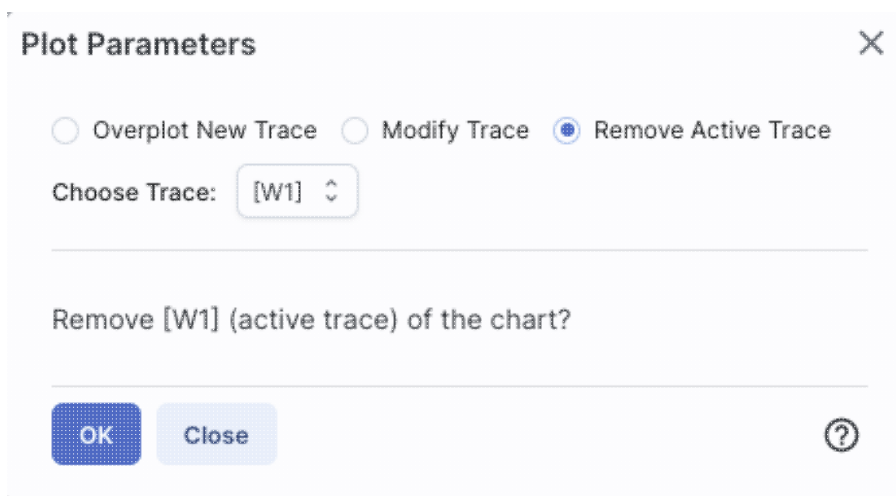 Plot Parameters
Overplot New Trace Modify Trace Remove Active Trace
Choose Trace: [W1]
Remove [W1] (active trace) of the chart?
OK Close